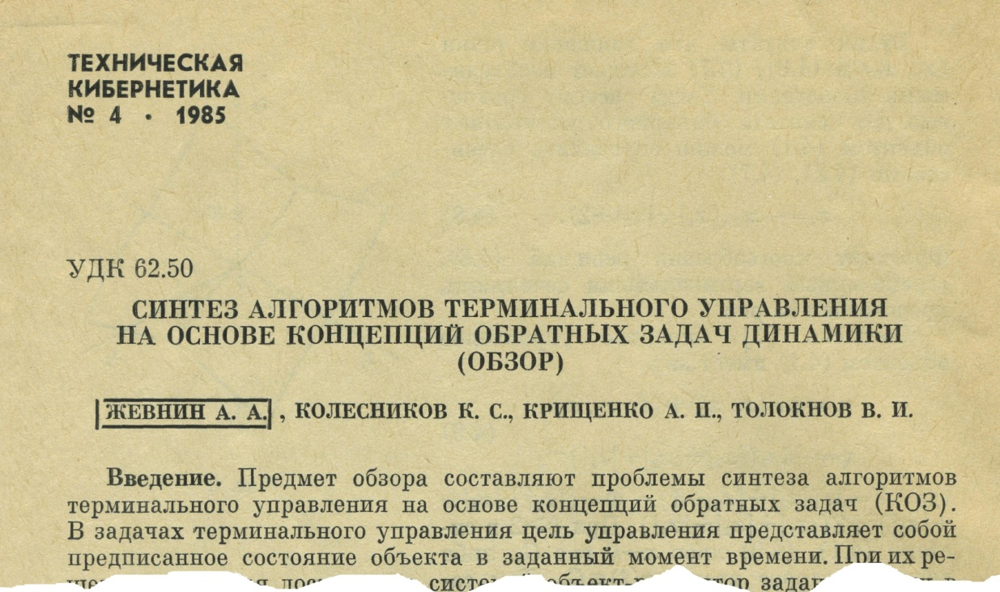 ТЕХНИЧЕСКАЯ
КИБЕРНЕТИКА
№ 4 · 1985
УДК 62.50
СИНТЕЗ АЛГОРИТМОВ ТЕРМИНАЛЬНОГО УПРАВЛЕНИЯ
НА ОСНОВЕ КОНЦЕПЦИЙ ОБРАТНЫХ ЗАДАЧ ДИНАМИКИ
(ОБЗОР)
ЖЕВНИН А. А., КОЛЕСНИКОВ К. С., КРИЩЕНКО А. П., ТОЛОКНОВ В. И.
Введение. Предмет обзора составляют проблемы синтеза алгоритмов
терминального управления на основе концепций обратных задач (КОЗ).
В задачах терминального управления цель управления представляет собой
предписанное состояние объекта в заданный момент времени. При их ре-